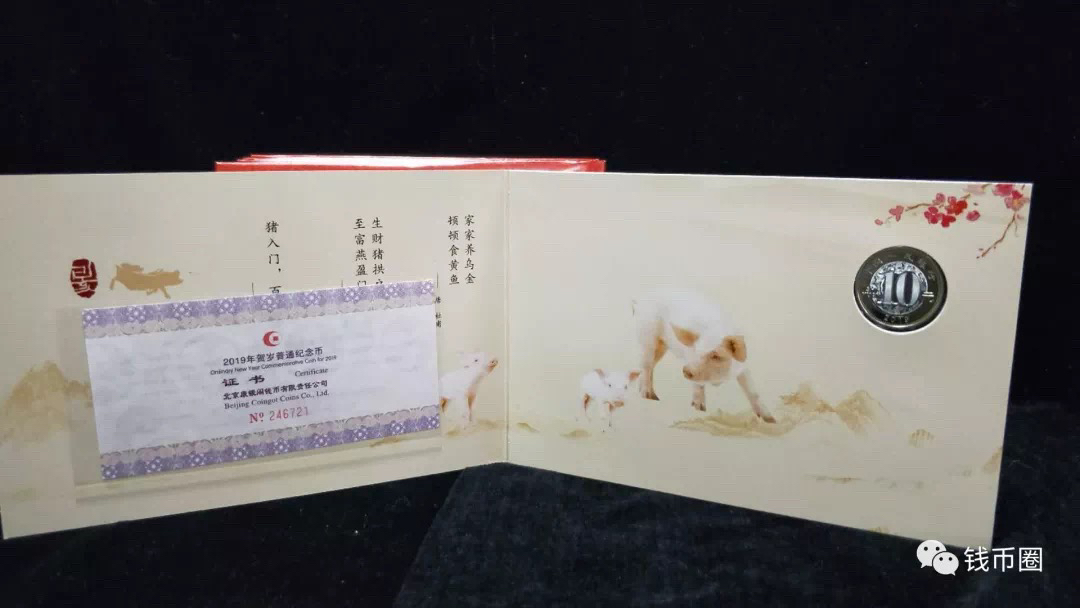 家家养乌金
顿顿食黄鱼
生财猪拱
至富燕盈门
猪入门，百
2019年贺岁普通纪念币
Ordinary New Year Commemorative Coin for 2019
证书
Certificate
北京康银阁钱币有限责任公司
Beijing Coingot Coins Co., Ltd.
№ 246721
10
2019
钱币圈